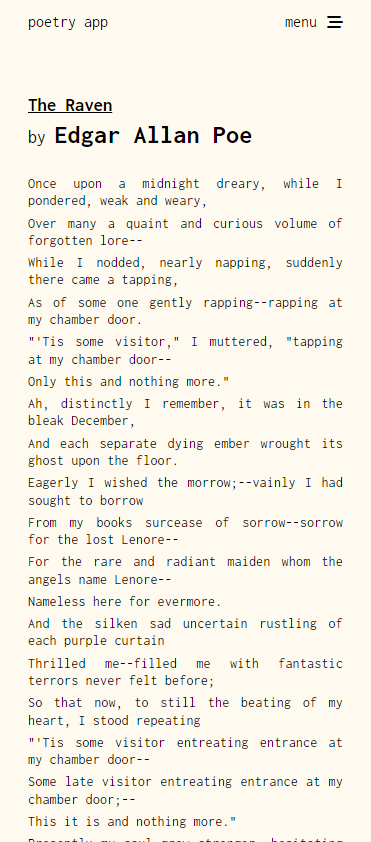 poetry app
menu
The Raven
by Edgar Allan Poe
Once upon a midnight dreary, while I
pondered, weak and weary,
Over many a quaint and curious volume of
forgotten lore--
While I nodded, nearly napping, suddenly
there came a tapping,
As of some one gently rapping--rapping at
my chamber door.
"'Tis some visitor," I muttered, "tapping
at my chamber door--
Only this and nothing more."
Ah, distinctly I remember, it was in the
bleak December,
And each separate dying ember wrought its
ghost upon the floor.
Eagerly I wished the morrow;--vainly I had
sought to borrow
From my books surcease of sorrow--sorrow
for the lost Lenore--
For the rare and radiant maiden whom the
angels name Lenore--
Nameless here for evermore.
And the silken sad uncertain rustling of
each purple curtain
Thrilled me--filled me with fantastic
terrors never felt before;
So that now, to still the beating of my
heart, I stood repeating
"'Tis some visitor entreating entrance at
my chamber door--
Some late visitor entreating entrance at my
chamber door;--
This it is and nothing more."
Presently my soul grew stronger, hesitating